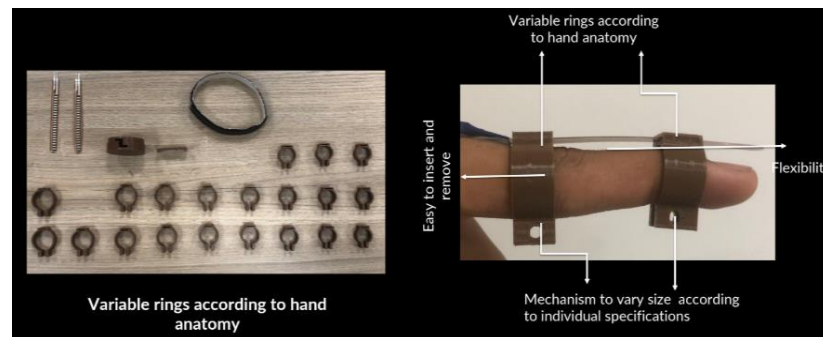 Variable rings according
to hand anatomy
Easy to insert and
remove
Flexibilit
Mechanism to vary size according
to individual specifications
Variable rings according to hand
anatomy